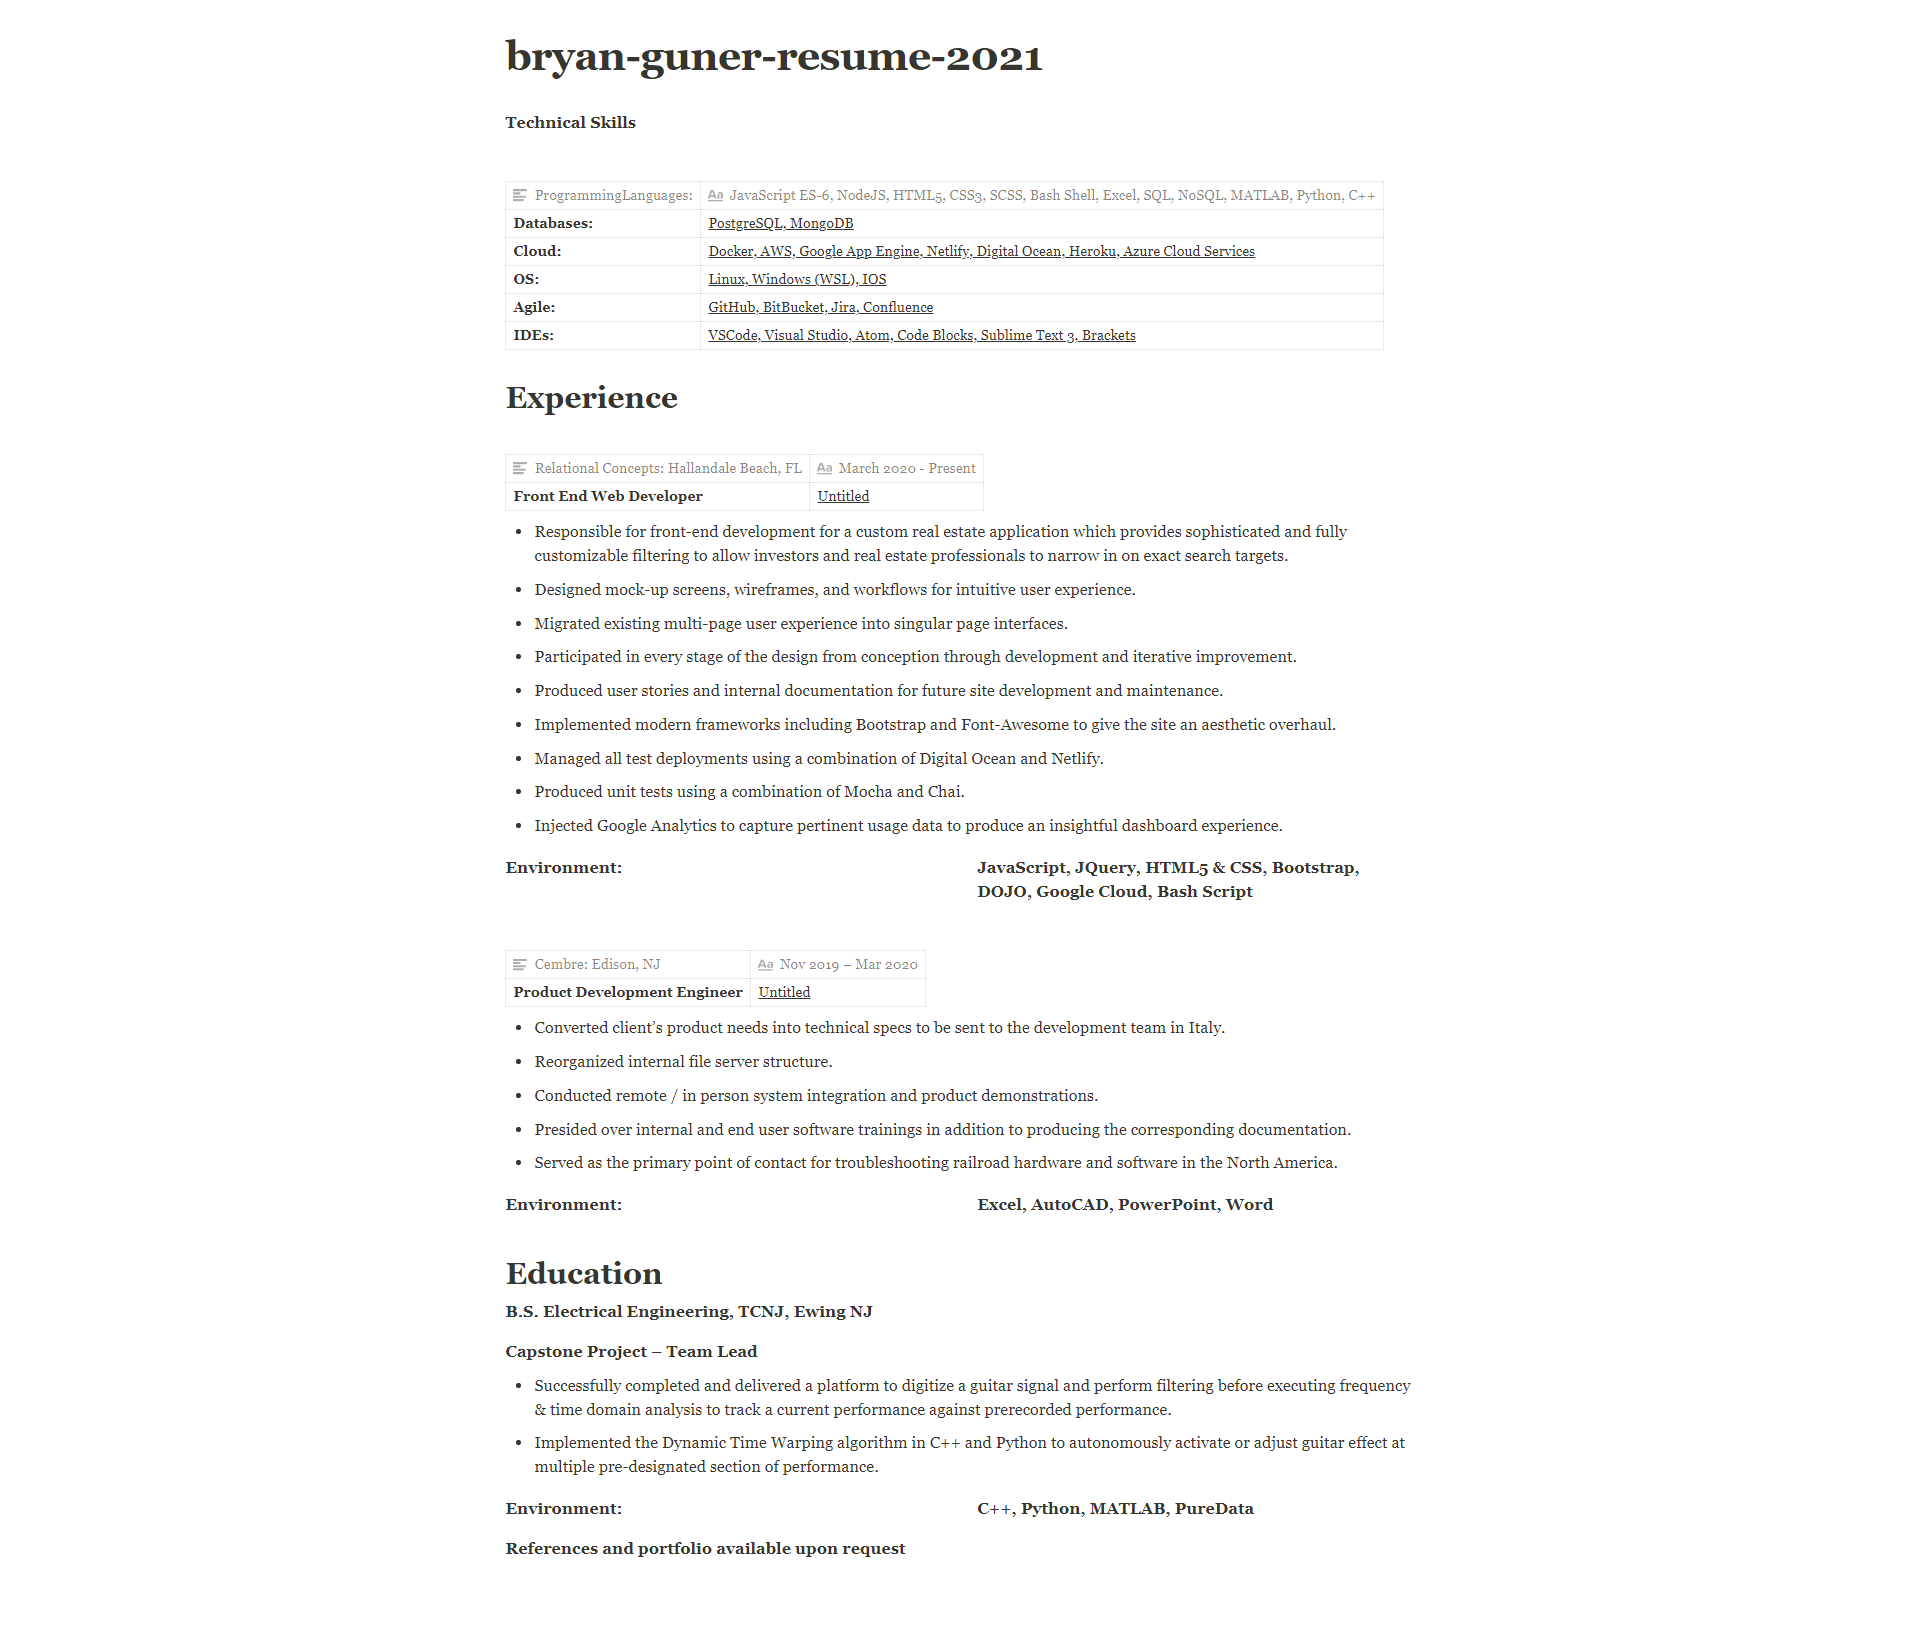 bryan-guner-resume-2021
Technical Skills
ProgrammingLanguages: Aa JavaScript ES-6, NodeJS, HTML5, CSS3, SCSS, Bash Shell, Excel, SQL, NoSQL, MATLAB, Python, C++
Databases: PostgreSQL, MongoDB
Cloud: Docker, AWS, Google App Engine, Netlify, Digital Ocean, Heroku, Azure Cloud Services
OS: Linux, Windows (WSL), IOS
Agile: GitHub, BitBucket, Jira, Confluence
IDEs: VSCode, Visual Studio, Atom, Code Blocks, Sublime Text 3, Brackets
Experience
Relational Concepts: Hallandale Beach, FL Aa March 2020 - Present
Front End Web Developer Untitled
• Responsible for front-end development for a custom real estate application which provides sophisticated and fully
customizable filtering to allow investors and real estate professionals to narrow in on exact search targets.
• Designed mock-up screens, wireframes, and workflows for intuitive user experience.
• Migrated existing multi-page user experience into singular page interfaces.
• Participated in every stage of the design from conception through development and iterative improvement.
• Produced user stories and internal documentation for future site development and maintenance.
• Implemented modern frameworks including Bootstrap and Font-Awesome to give the site an aesthetic overhaul.
• Managed all test deployments using a combination of Digital Ocean and Netlify.
• Produced unit tests using a combination of Mocha and Chai.
• Injected Google Analytics to capture pertinent usage data to produce an insightful dashboard experience.
Environment: JavaScript, JQuery, HTML5 & CSS, Bootstrap,
DOJO, Google Cloud, Bash Script
Cembre: Edison, NJ Aa Nov 2019 – Mar 2020
Product Development Engineer Untitled
• Converted client’s product needs into technical specs to be sent to the development team in Italy.
• Reorganized internal file server structure.
• Conducted remote / in person system integration and product demonstrations.
• Presided over internal and end user software trainings in addition to producing the corresponding documentation.
• Served as the primary point of contact for troubleshooting railroad hardware and software in the North America.
Environment: Excel, AutoCAD, PowerPoint, Word
Education
B.S. Electrical Engineering, TCNJ, Ewing NJ
Capstone Project – Team Lead
• Successfully completed and delivered a platform to digitize a guitar signal and perform filtering before executing frequency
& time domain analysis to track a current performance against prerecorded performance.
• Implemented the Dynamic Time Warping algorithm in C++ and Python to autonomously activate or adjust guitar effect at
multiple pre-designated section of performance.
Environment: C++, Python, MATLAB, PureData
References and portfolio available upon request